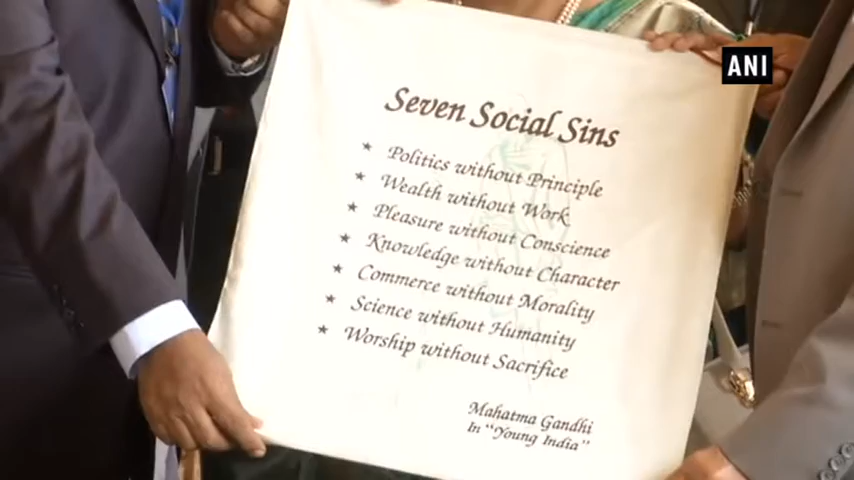 ANI
Seven Social Sins
★ Politics without Principle
★ Wealth without Work
★ Pleasure without Conscience
★ Knowledge without Character
★ Commerce without Morality
★ Science without Humanity
★ Worship without Sacrifice
Mahatma Gandhi
In "Young India"